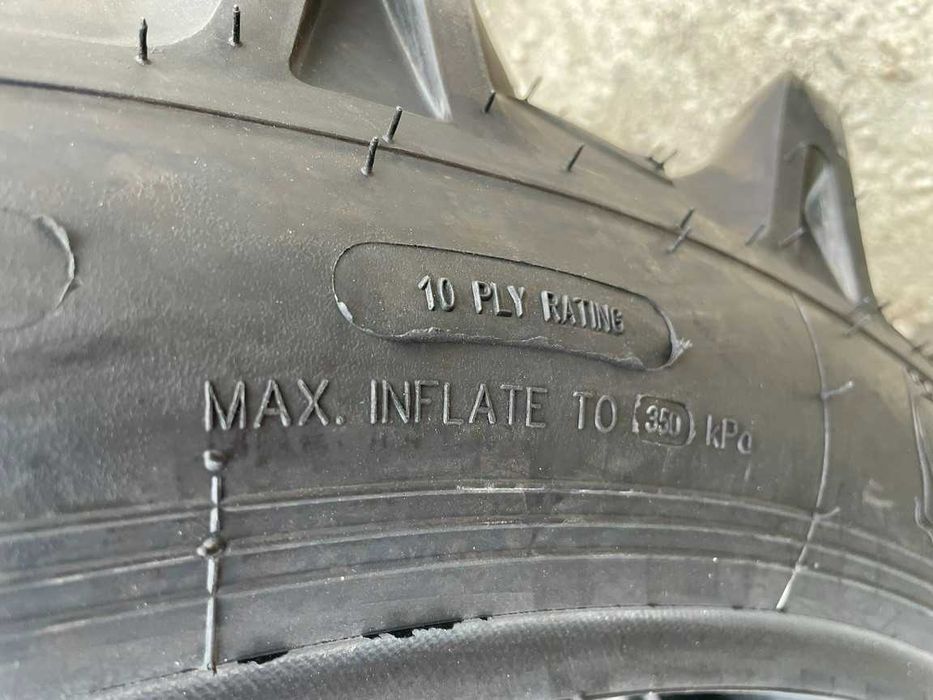 10 PLY RATING
MAX. INFLATE TO 350 kPa